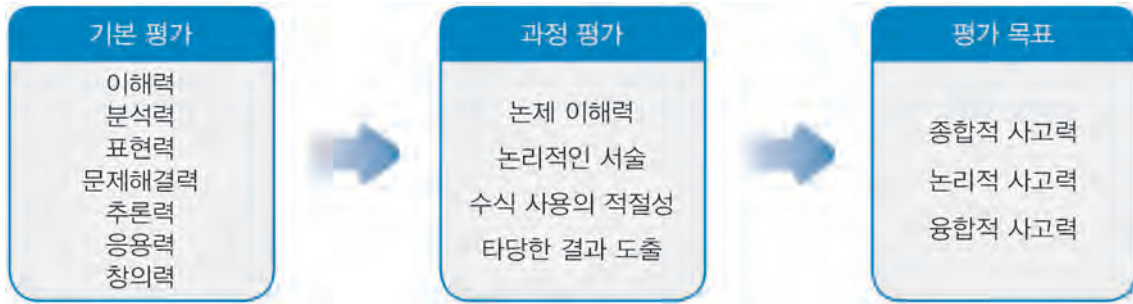 기본 평가
이해력
분석력
표현력
문제해결력
추론력
응용력
창의력
과정 평가
논제 이해력
논리적인 서술
수식 사용의 적절성
타당한 결과 도출
평가 목표
종합적 사고력
논리적 사고력
융합적 사고력